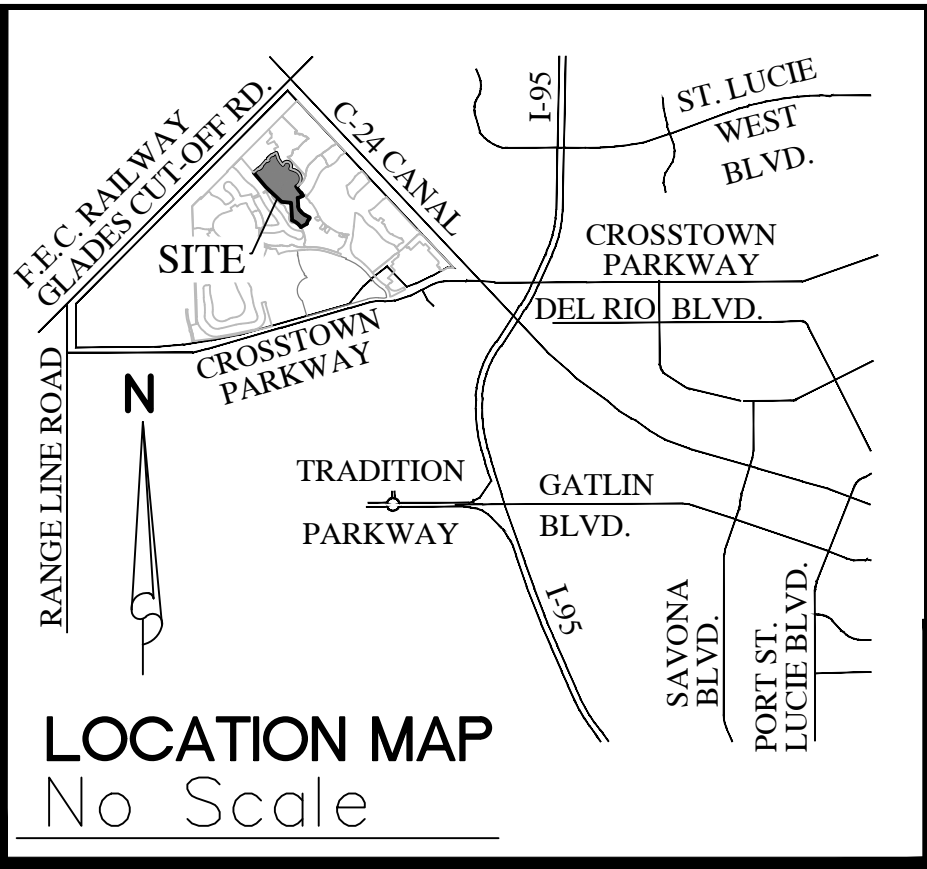 I-95
ST. LUCIE
WEST
BLVD.
F.E.C. RAILWAY
GLADES CUT-OFF RD.
C-24 CANAL
SITE
CROSSTOWN
PARKWAY
DEL RIO BLVD.
CROSSTOWN
PARKWAY
RANGE LINE ROAD
N
TRADITION
PARKWAY
GATLIN
BLVD.
I-95
SAVONA
BLVD.
PORT ST.
LUCIE BLVD.
LOCATION MAP
No Scale